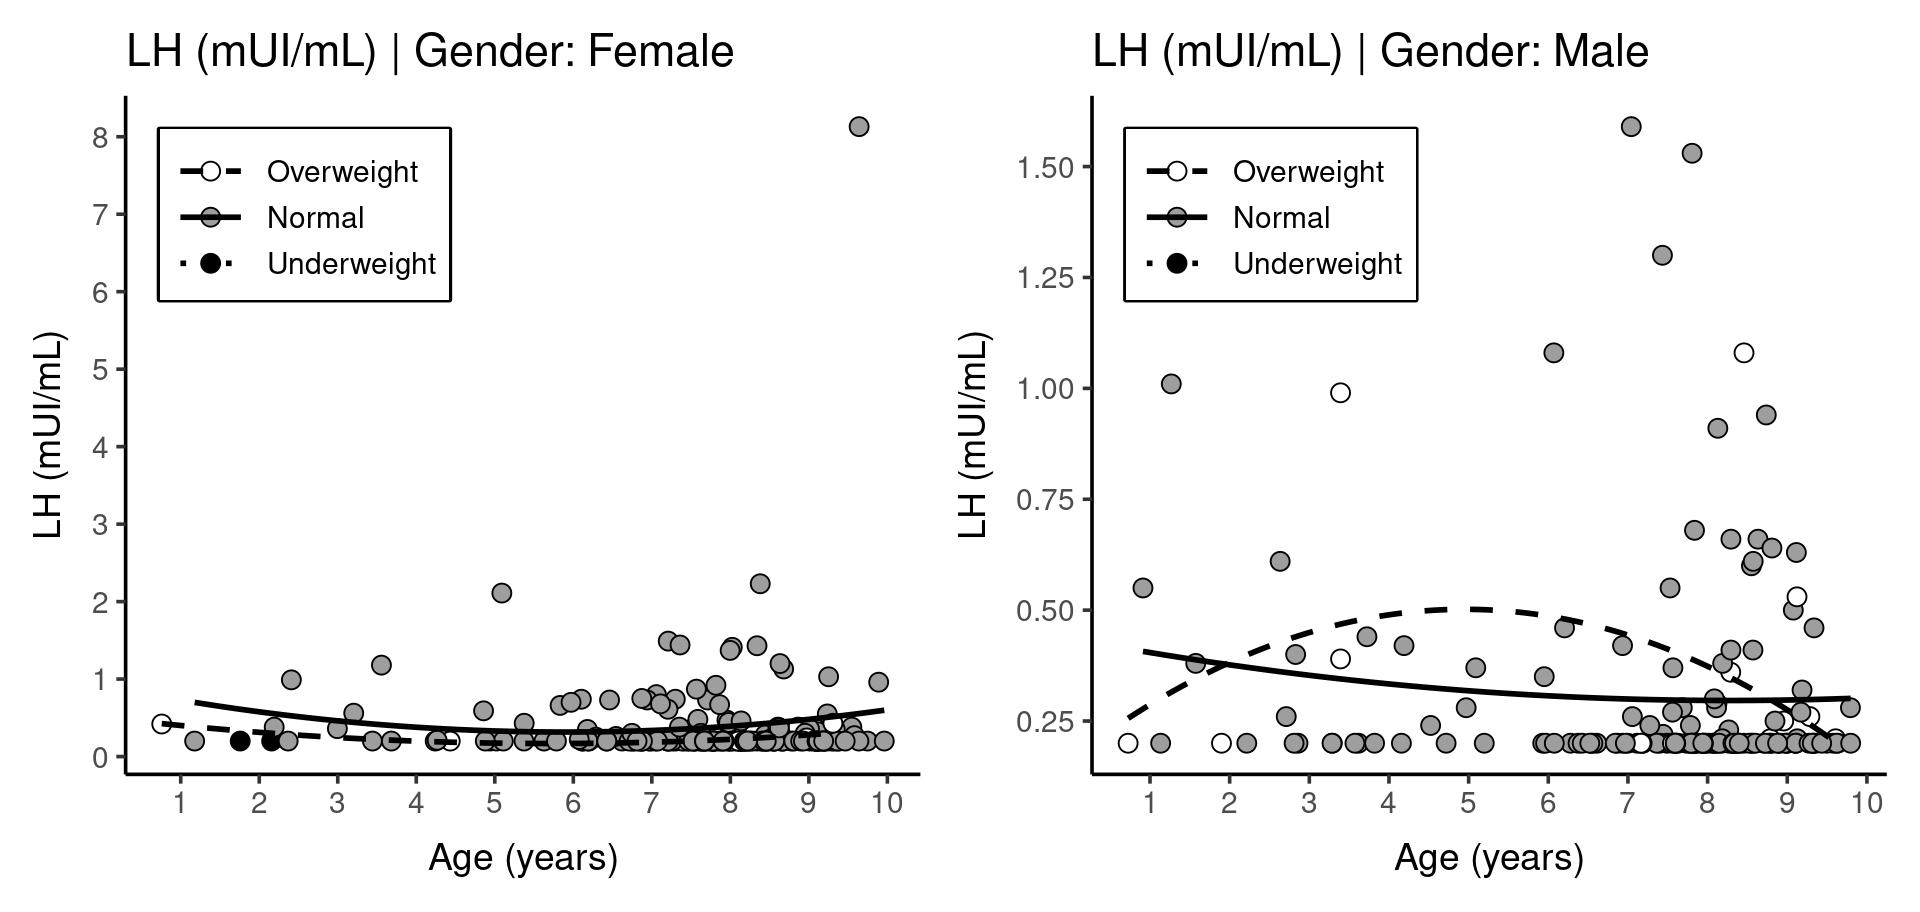 LH (mUI/mL) | Gender: Female
8
7
6
5
4
3
2
1
0
LH (mUI/mL)
Overweight
Normal
Underweight
1 2 3 4 5 6 7 8 9 10
Age (years)
LH (mUI/mL) | Gender: Male
1.50
1.25
1.00
0.75
0.50
0.25
LH (mUI/mL)
Overweight
Normal
Underweight
1 2 3 4 5 6 7 8 9 10
Age (years)